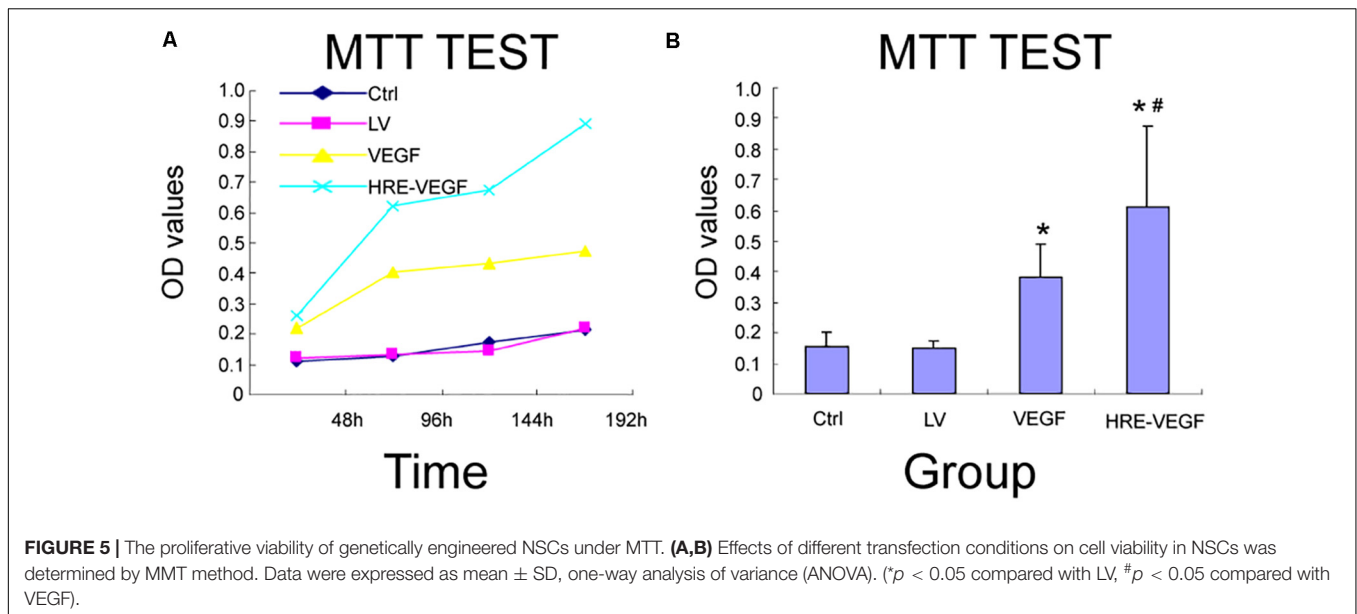 A
MTT TEST
Ctrl
LV
VEGF
HRE-VEGF
1.0
0.9
0.8
0.7
0.6
0.5
0.4
0.3
0.2
0.1
0
OD values
48h 96h 144h 192h
Time
B
MTT TEST
1.0
0.9
0.8
0.7
0.6
0.5
0.4
0.3
0.2
0.1
0
OD values
*
* #
Ctrl LV VEGF HRE-VEGF
Group
FIGURE 5 | The proliferative viability of genetically engineered NSCs under MTT. (A,B) Effects of different transfection conditions on cell viability in NSCs was
determined by MMT method. Data were expressed as mean ± SD, one-way analysis of variance (ANOVA). (*p < 0.05 compared with LV, #p < 0.05 compared with
VEGF).